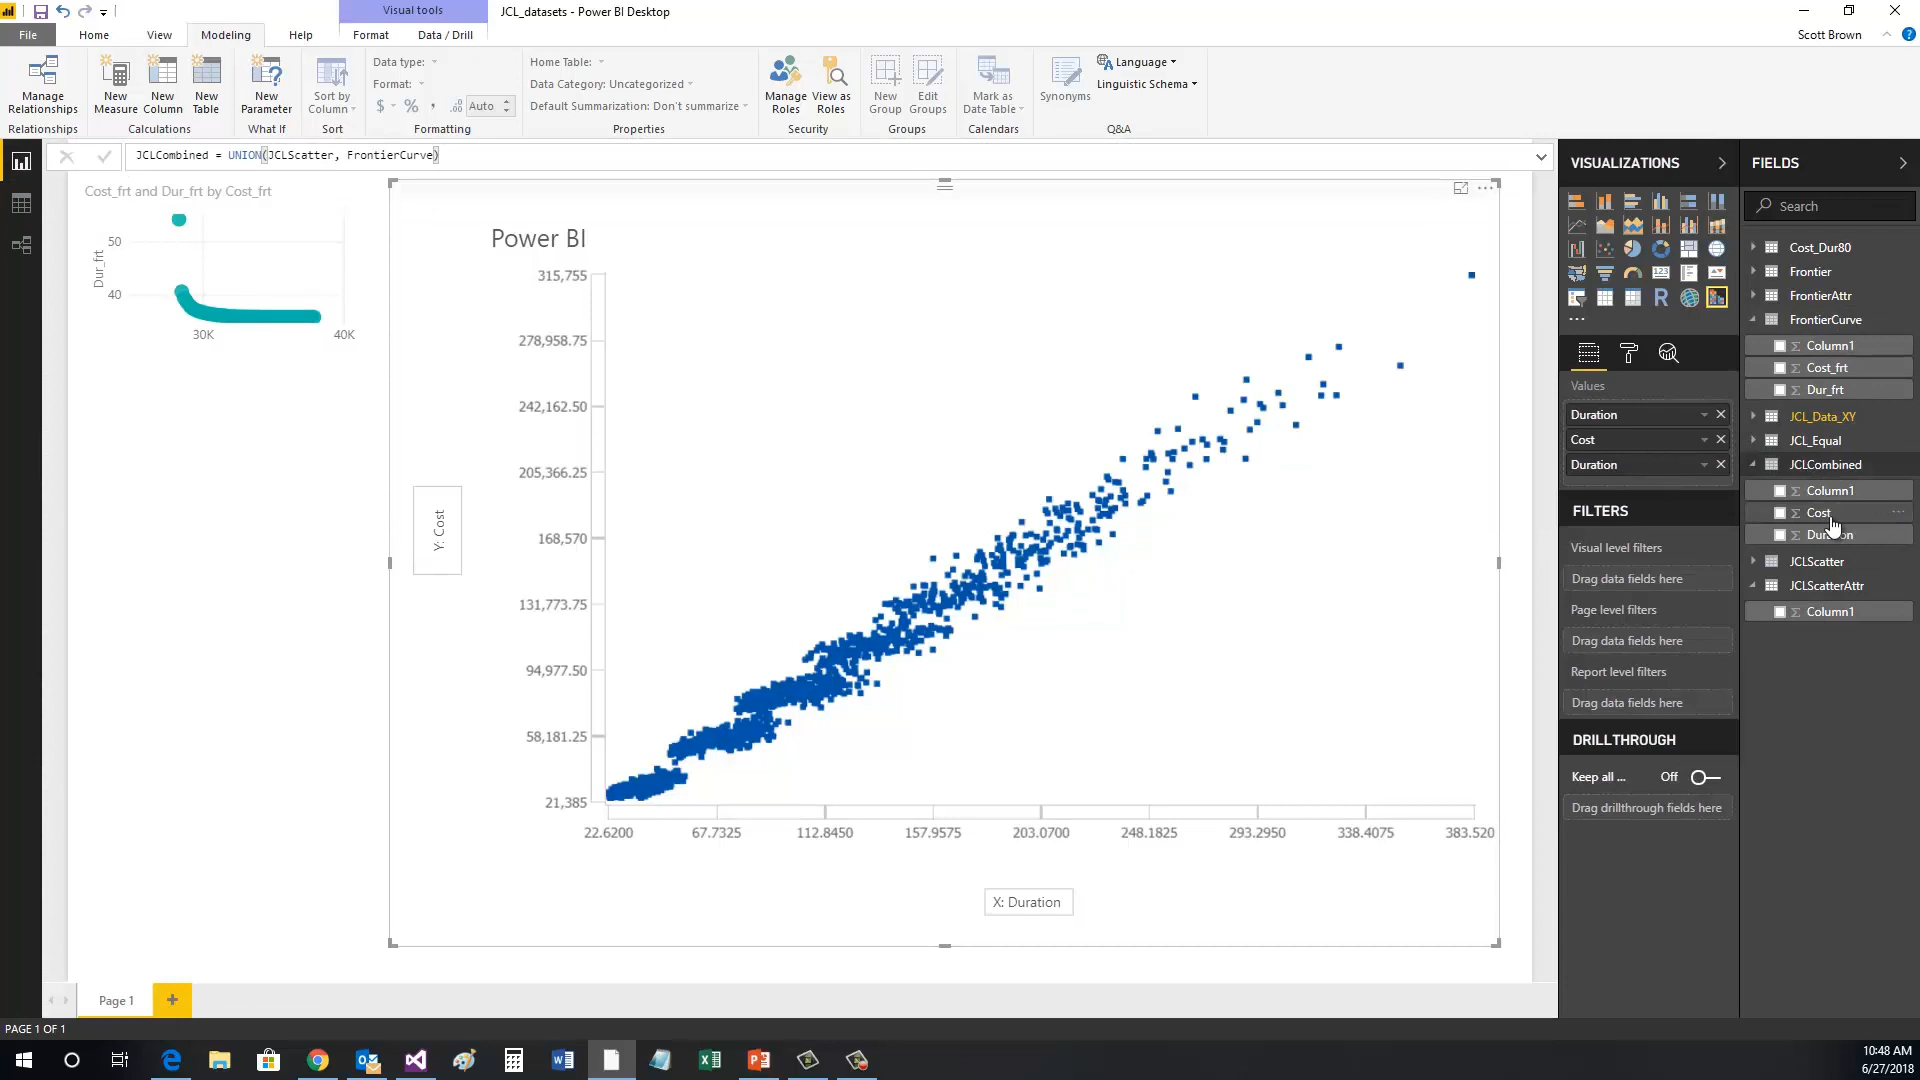 Visual tools
JCL_datasets - Power BI Desktop
File
Home
View
Modeling
Help
Format
Data / Drill
Scott Brown
Manage
Relationships
New
Measure
New
Column
New
Table
New
Parameter
Sort by
Column
Data type:
Format:
$ % , .00 Auto
Home Table:
Data Category: Uncategorized
Default Summarization: Don't summarize
Manage
Roles
View as
Roles
New
Group
Edit
Groups
Mark as
Date Table
Synonyms
Language
Linguistic Schema
Relationships
Calculations
What If
Sort
Formatting
Properties
Security
Groups
Calendars
Q&A
JCLCombined = UNION(JCLScatter, FrontierCurve)
Cost_frt and Dur_frt by Cost_frt
Dur_frt
50
40
30K
40K
Power BI
315,755
278,958.75
242,162.50
205,366.25
168,570
131,773.75
94,977.50
58,181.25
21,385
Y: Cost
22.6200
67.7325
112.8450
157.9575
203.0700
248.1825
293.2950
338.4075
383.520
X: Duration
VISUALIZATIONS
123
R
Values
Duration
Cost
Duration
FILTERS
Visual level filters
Drag data fields here
Page level filters
Drag data fields here
Report level filters
Drag data fields here
DRILLTHROUGH
Keep all ...
Off
Drag drillthrough fields here
FIELDS
Search
Cost_Dur80
Frontier
FrontierAttr
FrontierCurve
Column1
Cost_frt
Dur_frt
JCL_Data_XY
JCL_Equal
JCLCombined
Column1
Cost
Duration
JCLScatter
JCLScatterAttr
Column1
Page 1
PAGE 1 OF 1
10:48 AM
6/27/2018